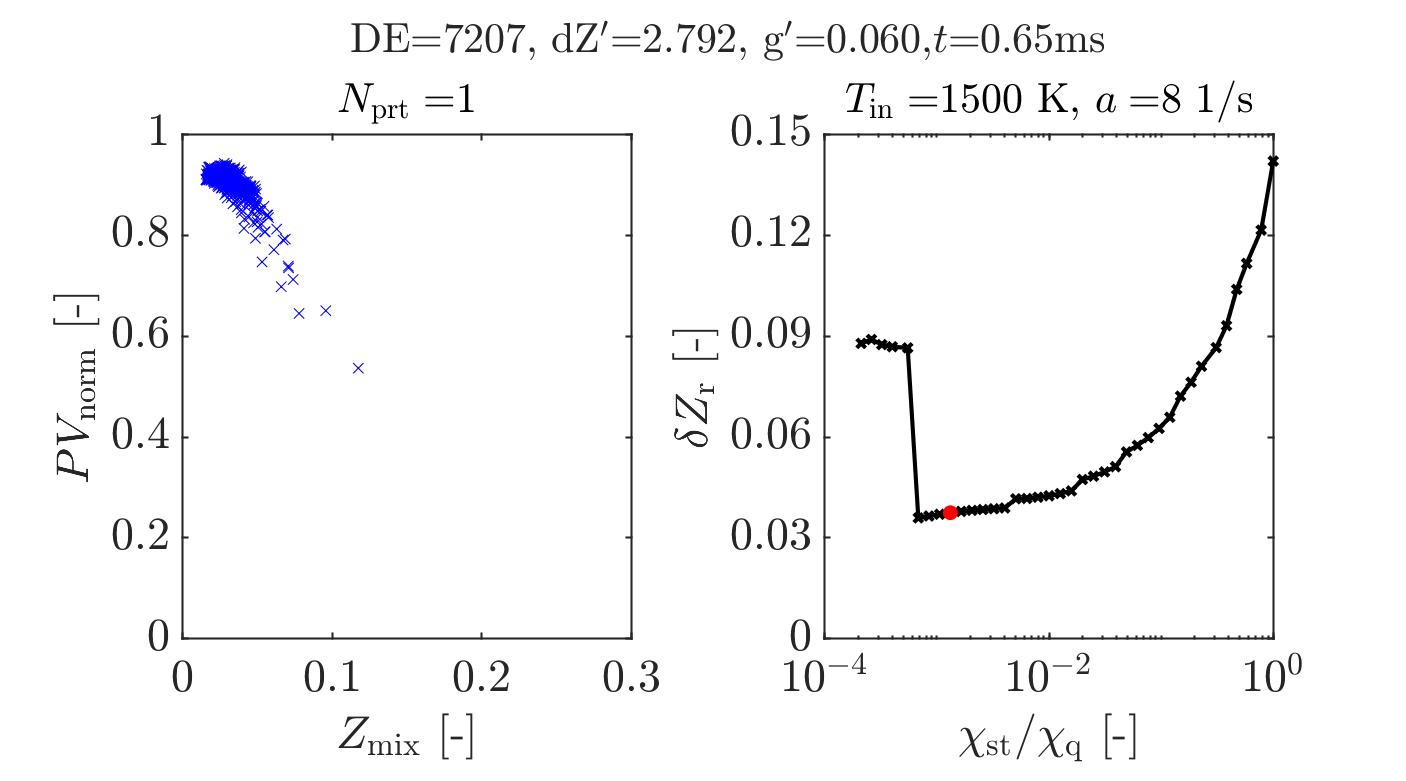 DE=7207, dZ′=2.792, g′=0.060,t=0.65ms
N_prt =1
1
0.8
0.6
0.4
0.2
0
0 0.1 0.2 0.3
PV_norm [-]
Z_mix [-]
T_in =1500 K, a =8 1/s
0.15
0.12
0.09
0.06
0.03
0
10^−4 10^−2 10^0
δZ_r [-]
χ_st/χ_q [-]